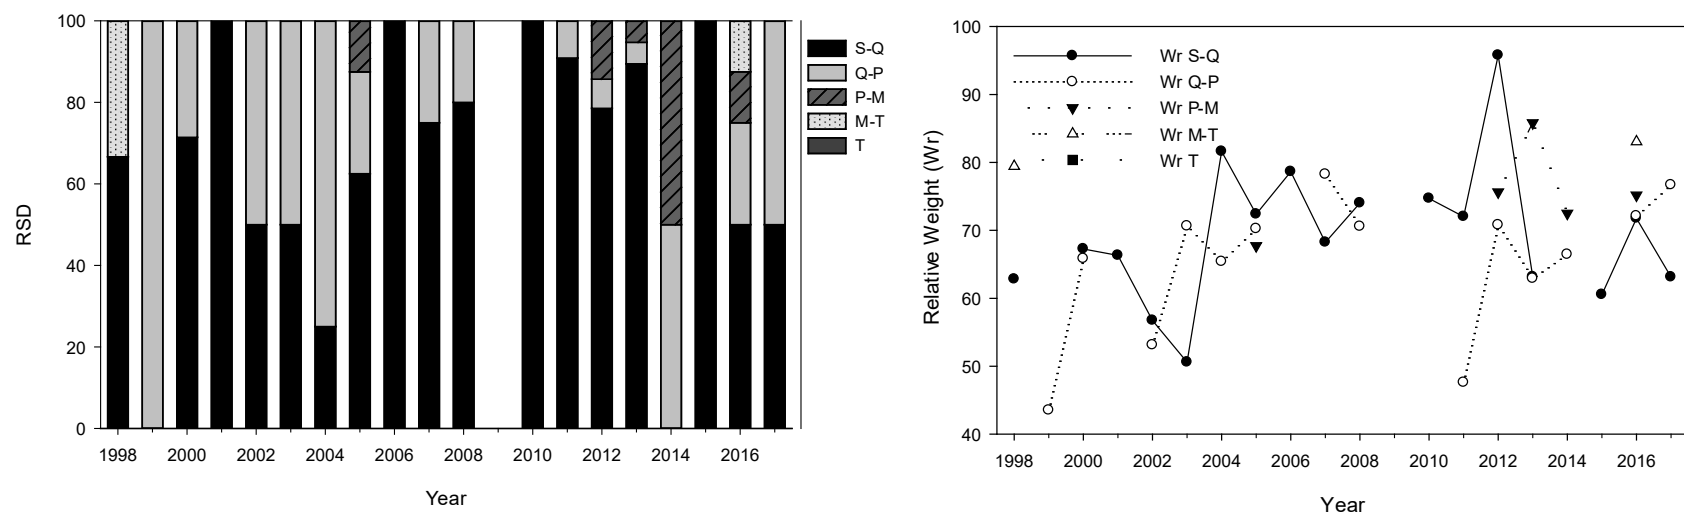 RSD
100
80
60
40
20
0
1998 2000 2002 2004 2006 2008 2010 2012 2014 2016
Year
S-Q
Q-P
P-M
M-T
T
Relative Weight (Wr)
100
90
80
70
60
50
40
Wr S-Q
Wr Q-P
Wr P-M
Wr M-T
Wr T
1998 2000 2002 2004 2006 2008 2010 2012 2014 2016
Year